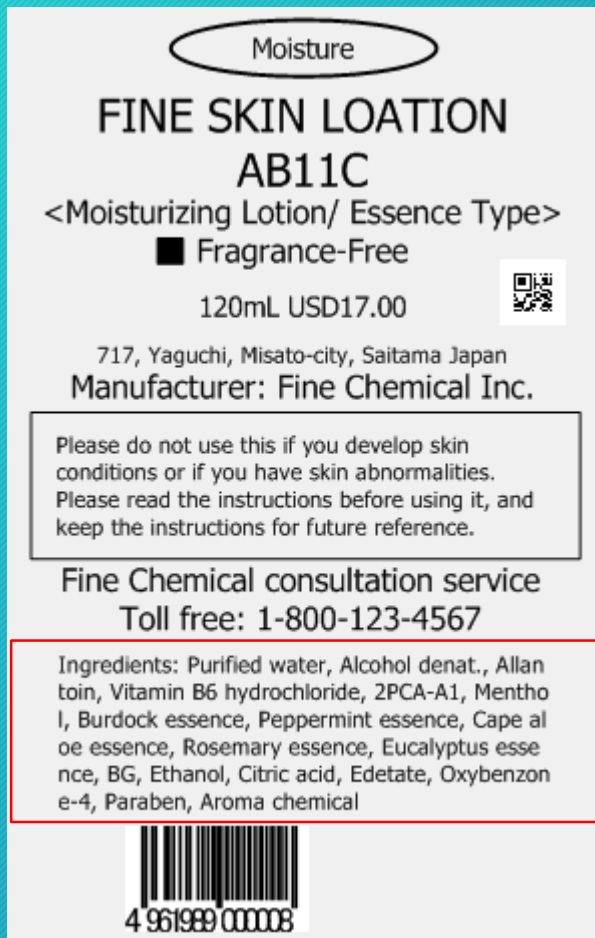 Moisture
FINE SKIN LOATION
AB11C
<Moisturizing Lotion/ Essence Type>
■ Fragrance-Free
120mL USD17.00
717, Yaguchi, Misato-city, Saitama Japan
Manufacturer: Fine Chemical Inc.
Please do not use this if you develop skin
conditions or if you have skin abnormalities.
Please read the instructions before using it, and
keep the instructions for future reference.
Fine Chemical consultation service
Toll free: 1-800-123-4567
Ingredients: Purified water, Alcohol denat., Allan
toin, Vitamin B6 hydrochloride, 2PCA-A1, Mentho
l, Burdock essence, Peppermint essence, Cape al
oe essence, Rosemary essence, Eucalyptus esse
nce, BG, Ethanol, Citric acid, Edetate, Oxybenzon
e-4, Paraben, Aroma chemical
4 961989 000008